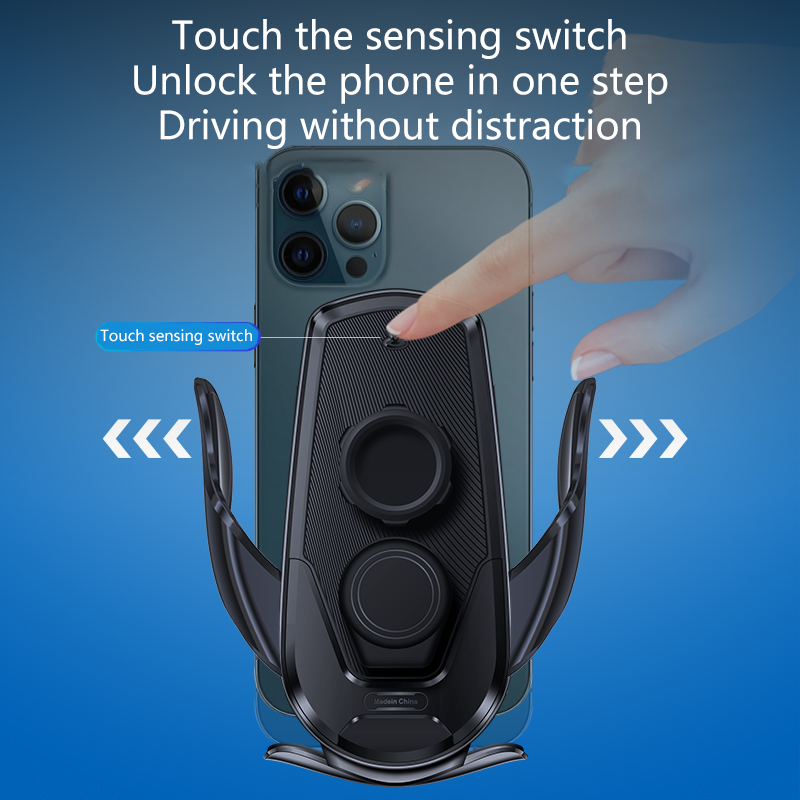 Touch the sensing switch
Unlock the phone in one step
Driving without distraction
Touch sensing switch
Madein China